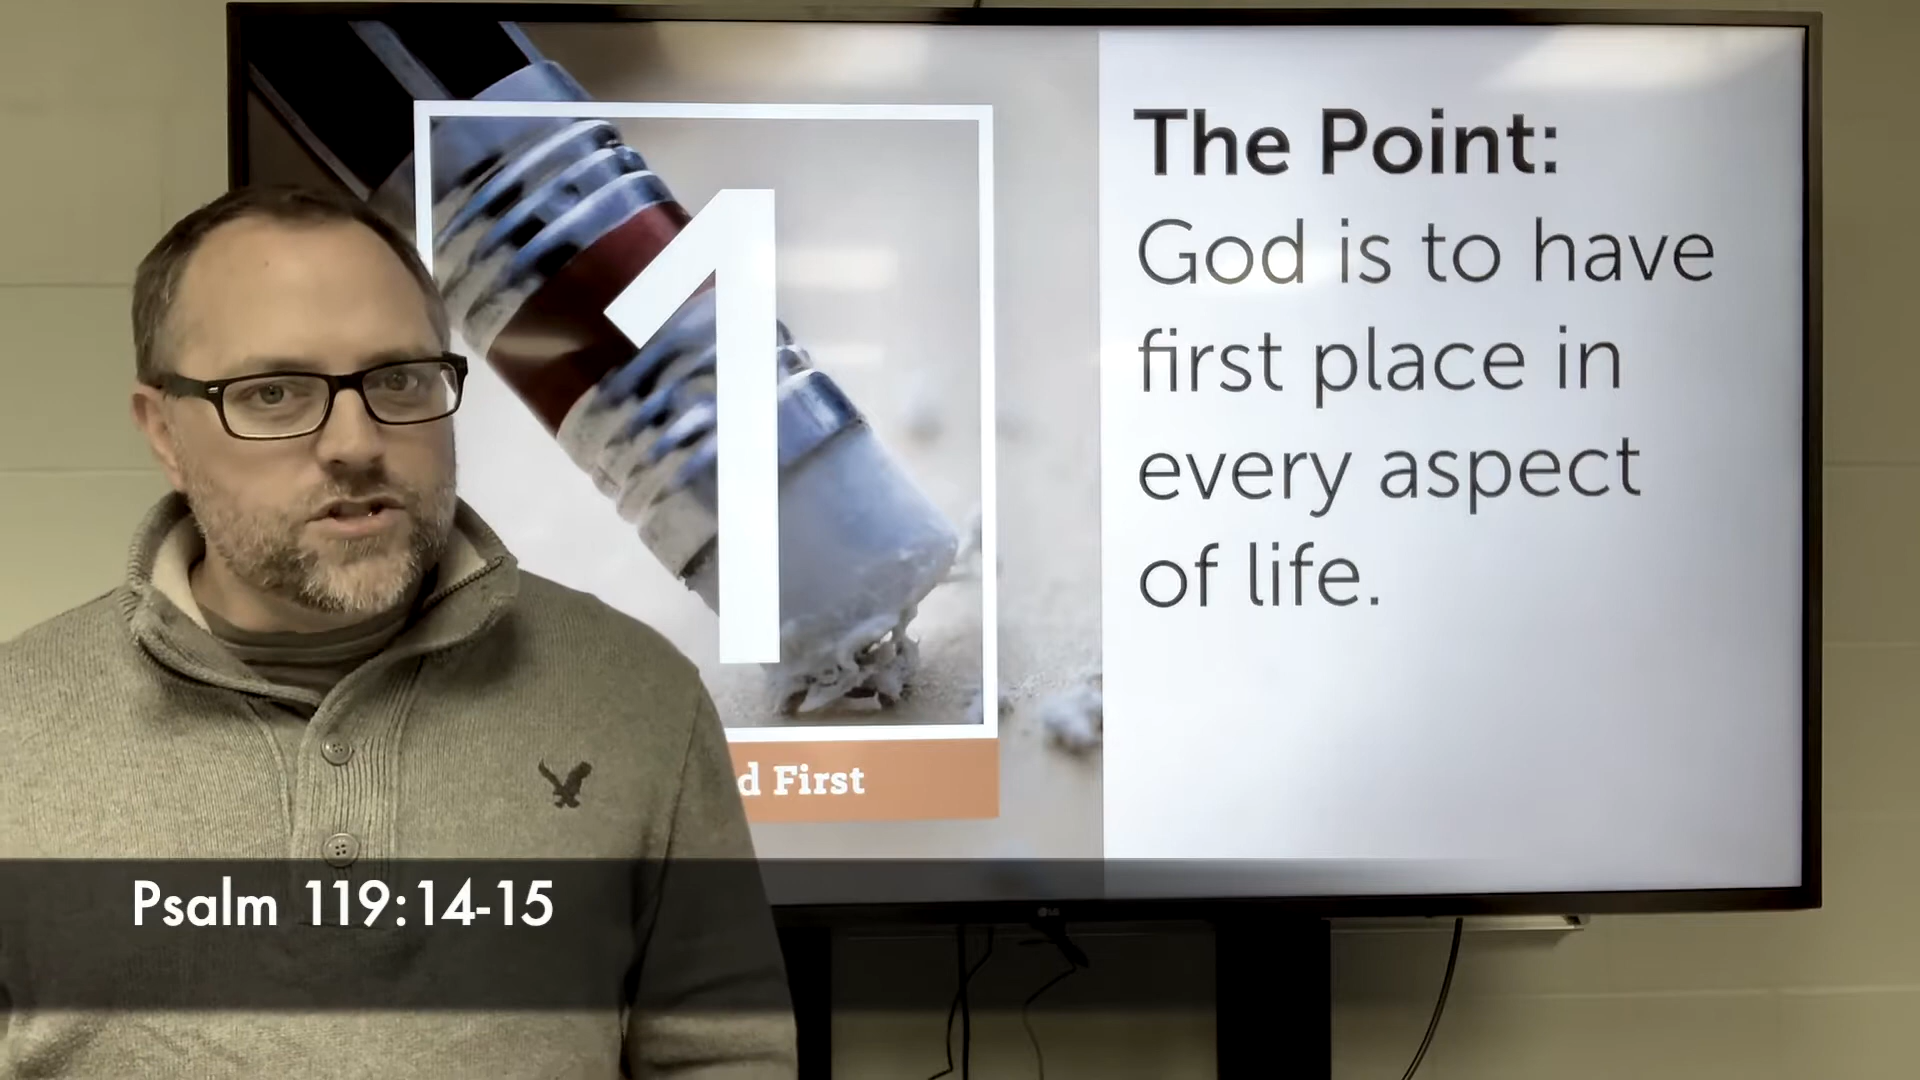 1
The Point:
God is to have
first place in
every aspect
of life.
d First
Psalm 119:14-15
LG